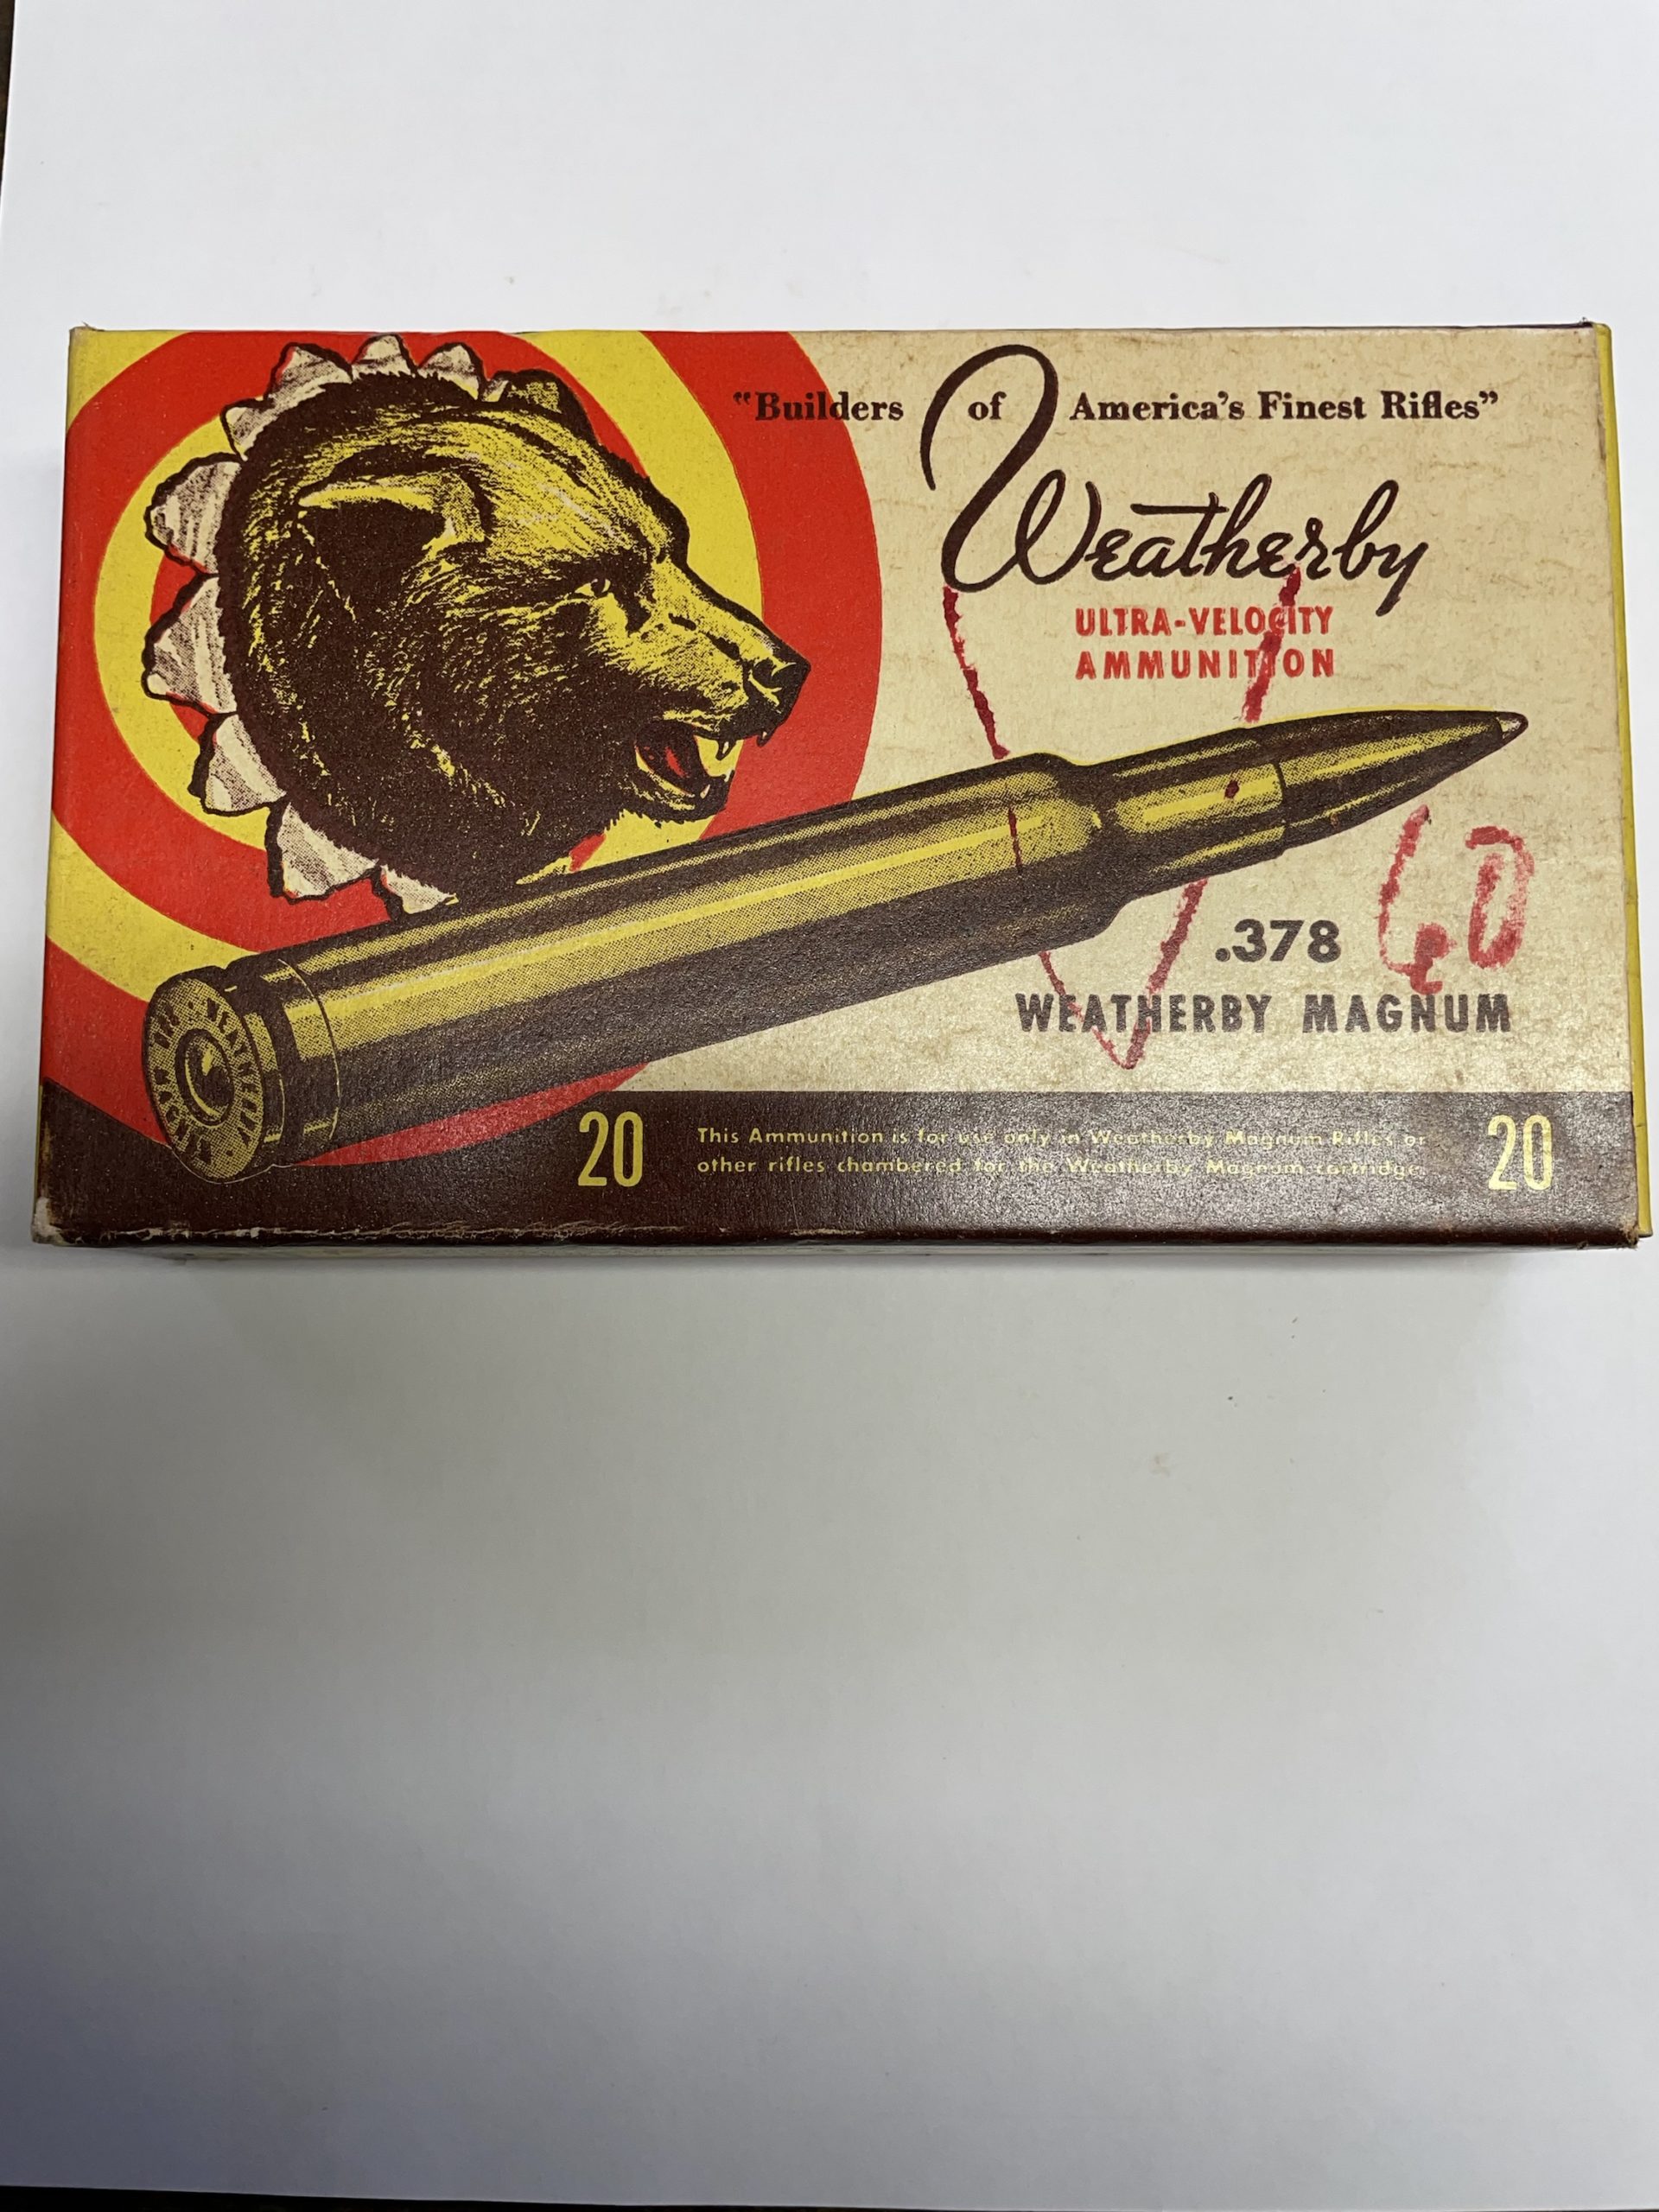 "Builders of America's Finest Rifles"
Weatherby
ULTRA-VELOCITY
AMMUNITION
60
.378
WEATHERBY MAGNUM
20
This Ammunition is for use only in Weatherby Magnum Rifles or
other rifles chambered for the Weatherby Magnum cartridge
20